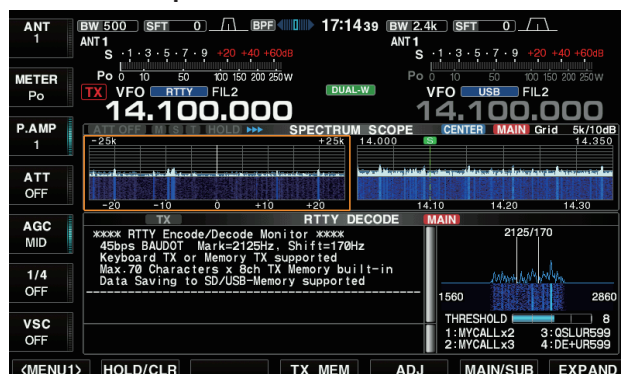 ANT
1
BW 500 SFT 0 BPF 17:14 39 BW 2.4k SFT 0
ANT1 ANT1
S ·1·3·5·7·9 +20 +40 +60dB S ·1·3·5·7·9 +20 +40 +60dB
METER
Po
Po 0 10 50 100 150 200 250W Po 0 10 50 100 150 200 250W
TX VFO RTTY FIL2 DUAL-W VFO USB FIL2
14.100.000 14.100.000
P.AMP
1
ATT OFF M S T HOLD ▶▶▶ SPECTRUM SCOPE CENTER MAIN Grid 5k/10dB
-25k +25k 14.000 S 14.350
-20 -10 0 +10 +20 14.10 14.20 14.30
ATT
OFF
TX RTTY DECODE MAIN
AGC
MID
**** RTTY Encode/Decode Monitor ****
45bps BAUDOT Mark=2125Hz, Shift=170Hz
Keyboard TX or Memory TX supported
Max.70 Characters x 8ch TX Memory built-in
Data Saving to SD/USB-Memory supported
2125/170
1560 2860
THRESHOLD 8
1:MYCALLx2 3:QSLUR599
2:MYCALLx3 4:DE+UR599
1/4
OFF
VSC
OFF
<MENU1> HOLD/CLR TX MEM ADJ MAIN/SUB EXPAND